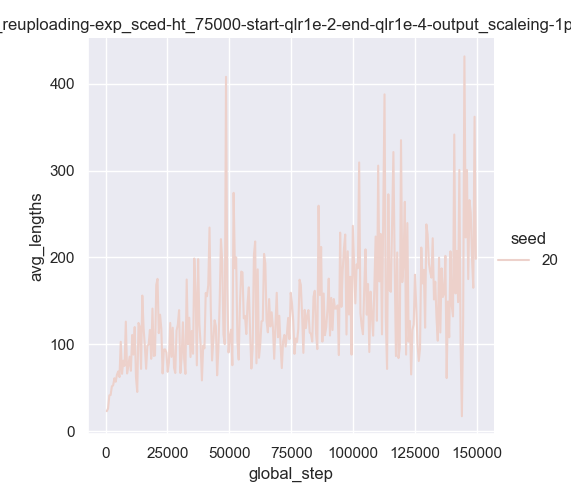 _reuploading-exp_sced-ht_75000-start-qlr1e-2-end-qlr1e-4-output_scaleing-1p
400
300
200
100
0
avg_lengths
0 25000 50000 75000 100000 125000 150000
global_step
seed
20